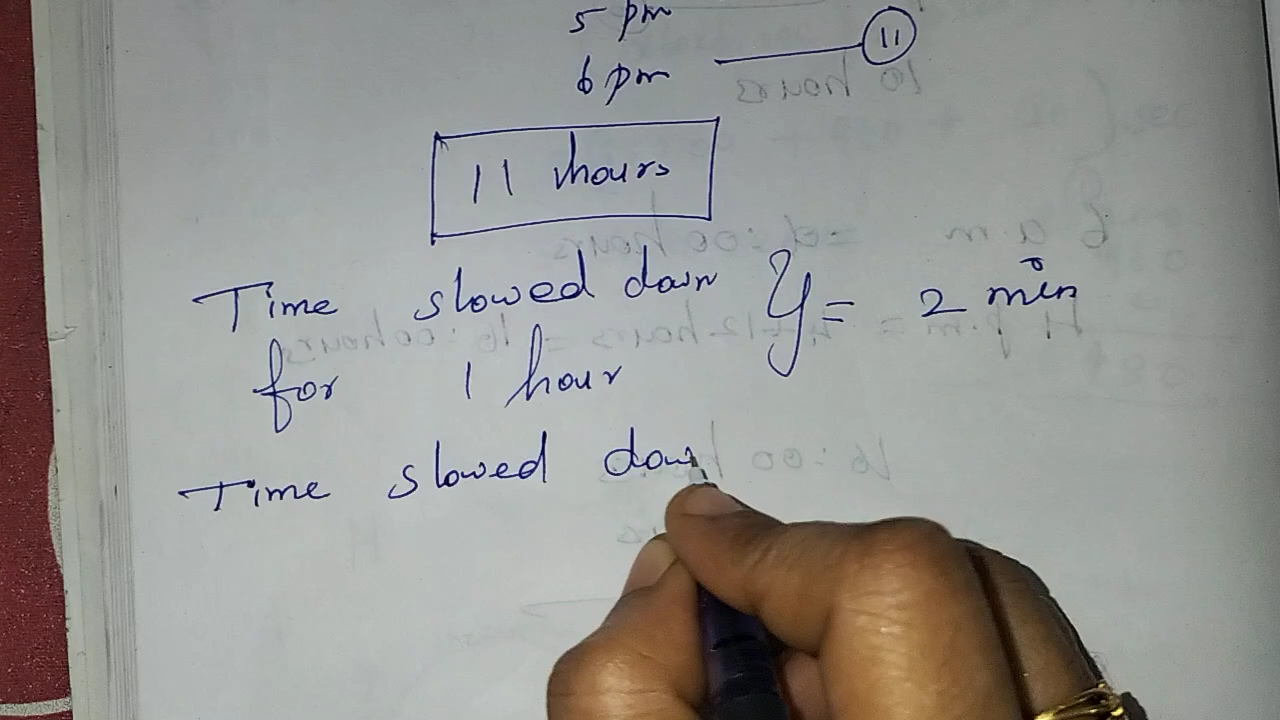 5 pm
6 pm 11
11 hours
Time slowed down } = 2 min
for 1 hour
Time slowed dow